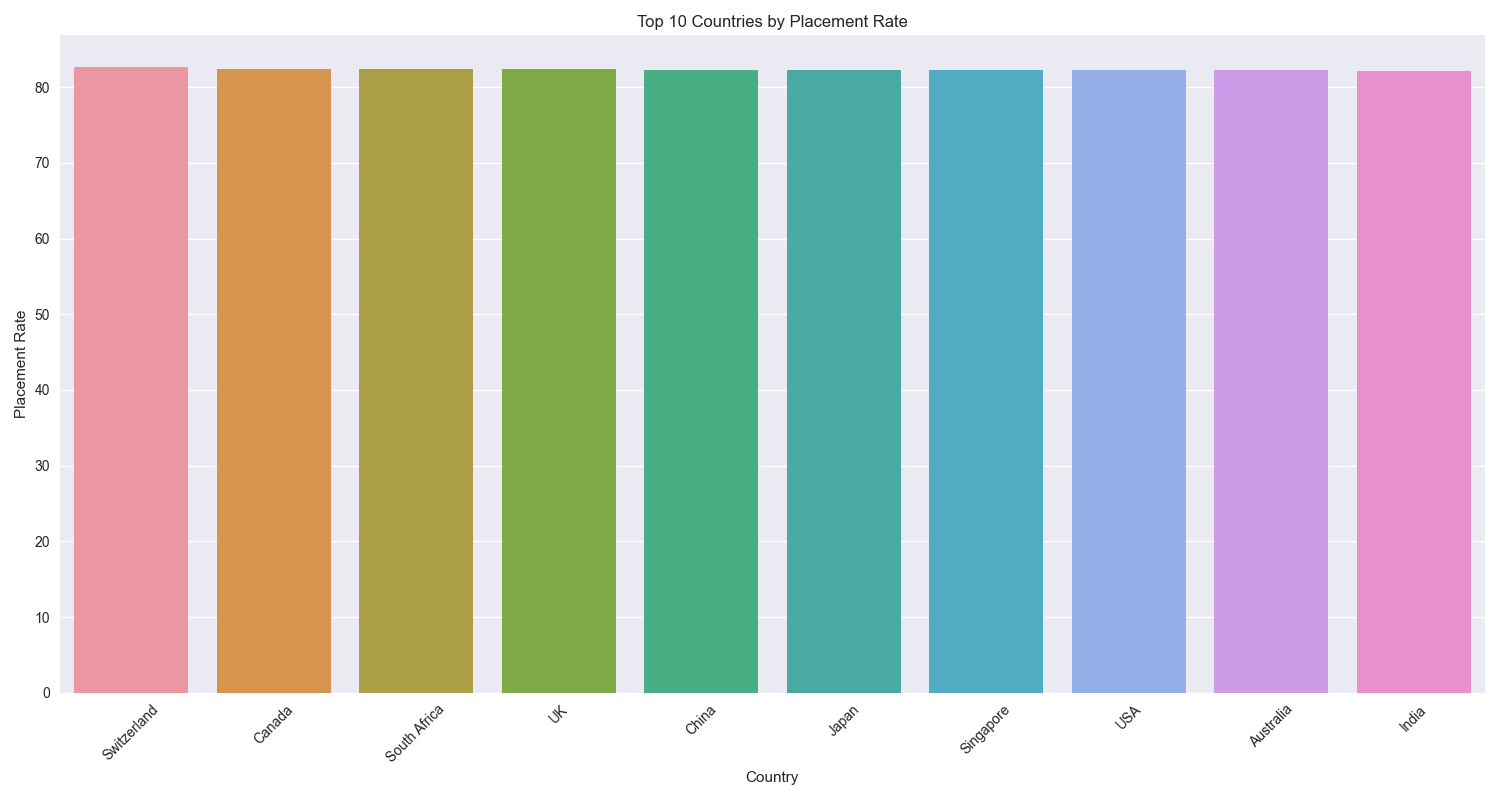 Top 10 Countries by Placement Rate
Placement Rate
80
70
60
50
40
30
20
10
0
Switzerland
Canada
South Africa
UK
China
Japan
Singapore
USA
Australia
India
Country